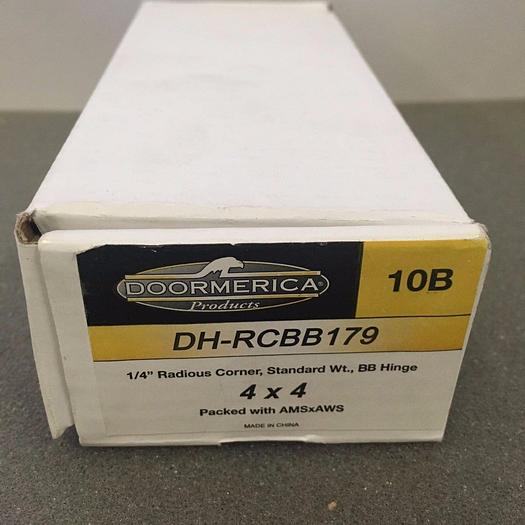 DOORMERICA®
Products
10B
DH-RCBB179
1/4" Radious Corner, Standard Wt., BB Hinge
4 x 4
Packed with AMSxAWS
MADE IN CHINA